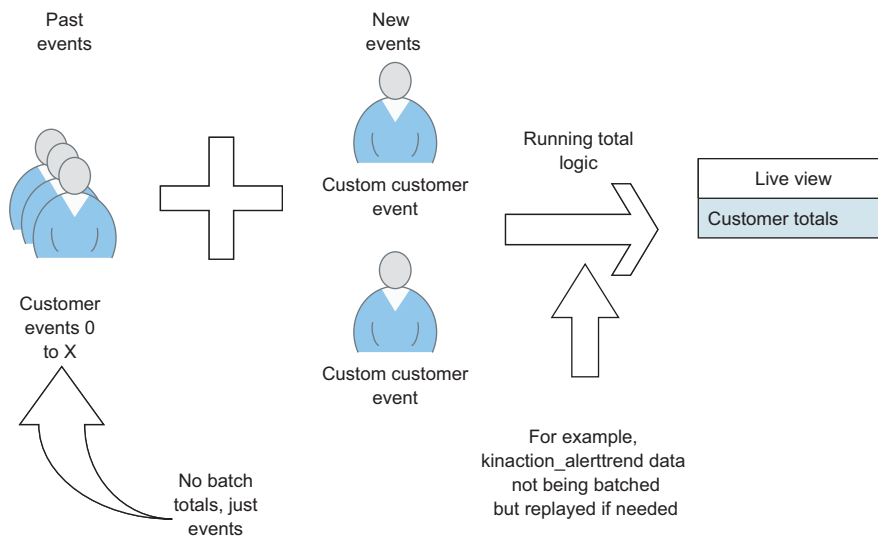 Past
events
New
events
Custom customer
event
Custom customer
event
Customer
events 0
to X
No batch
totals, just
events
Running total
logic
For example,
kinaction_alerttrend data
not being batched
but replayed if needed
Live view
Customer totals